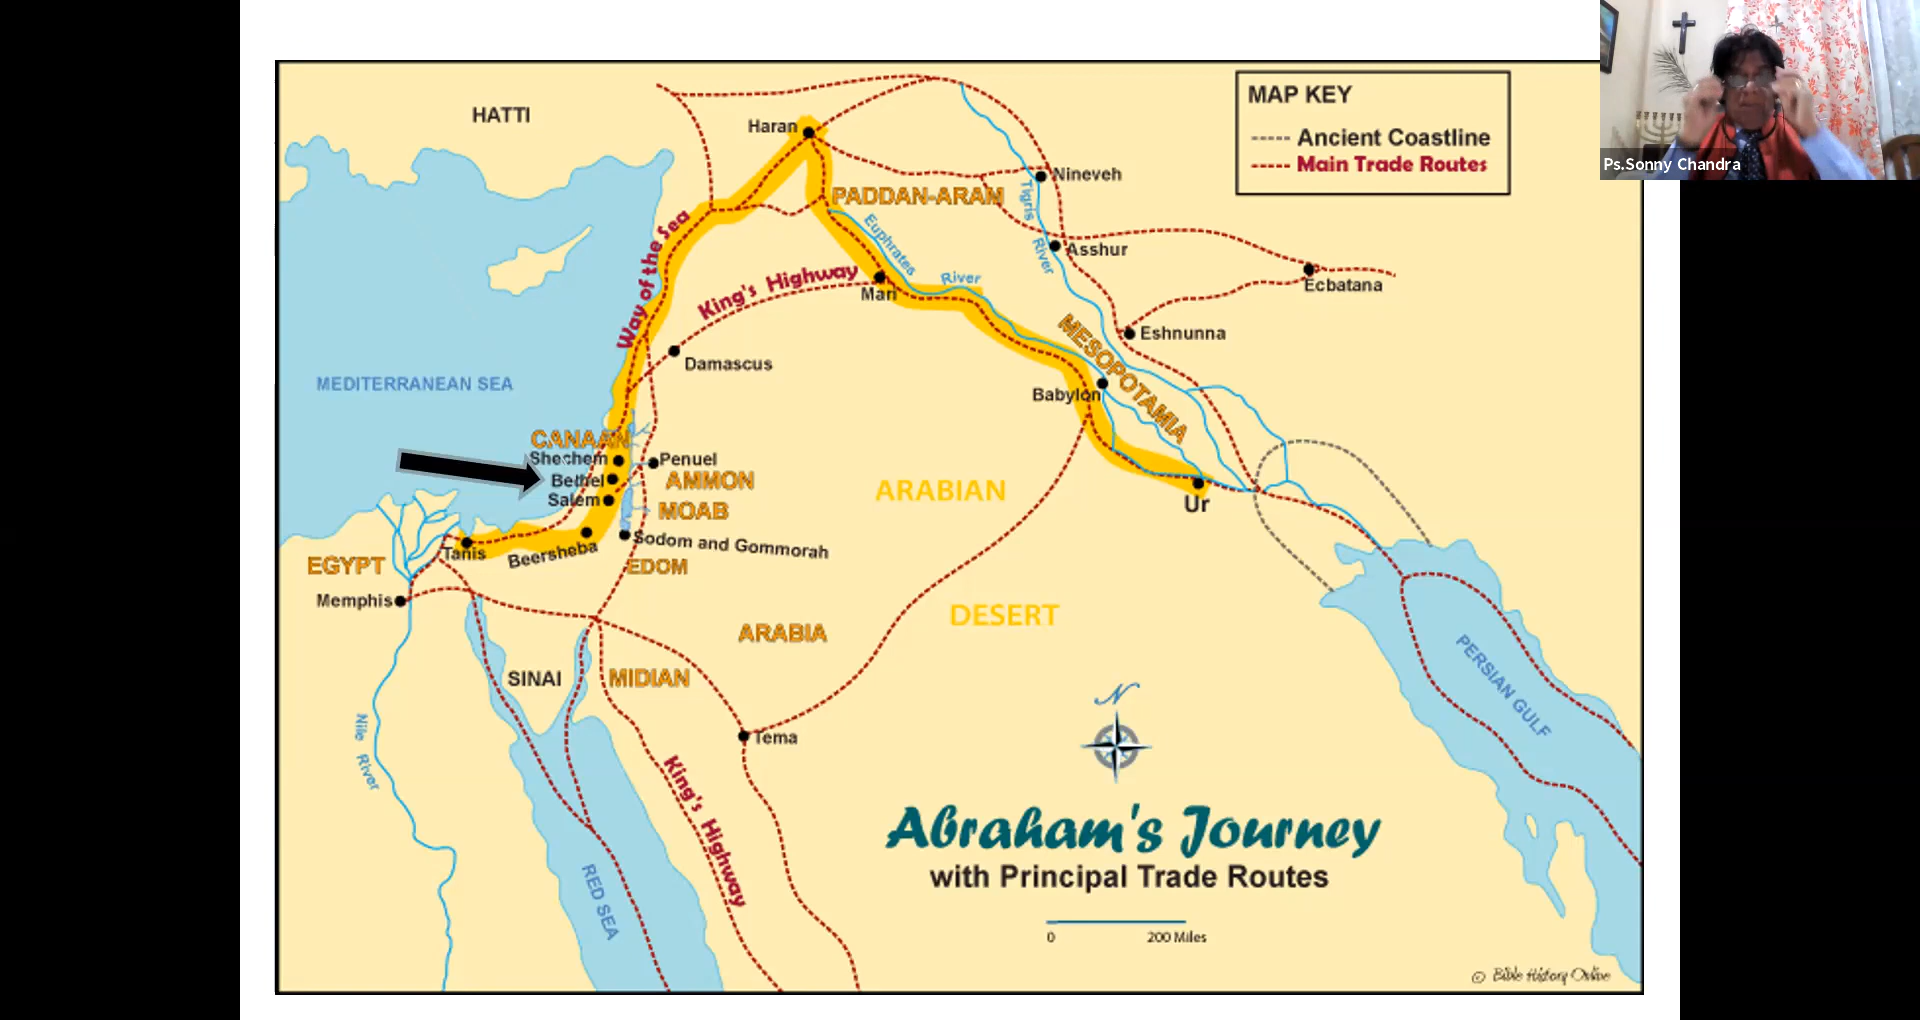 HATTI
MAP KEY
Ancient Coastline
Main Trade Routes
Ps.Sonny Chandra
Haran
Nineveh
PADDAN-ARAM
Tigris River
Euphrates River
Asshur
Way of the Sea
King's Highway
Mari
Ecbatana
Eshnunna
MESOPOTAMIA
Damascus
MEDITERRANEAN SEA
Babylon
CANAAN
Shechem
Penuel
Bethel
AMMON
Salem
ARABIAN
Ur
MOAB
Tanis
Beersheba
Sodom and Gommorah
EGYPT
EDOM
Memphis
DESERT
ARABIA
SINAI
MIDIAN
PERSIAN GULF
Nile River
Tema
N
King's Highway
RED SEA
Abraham's Journey
with Principal Trade Routes
0 200 Miles
© Bible History Online